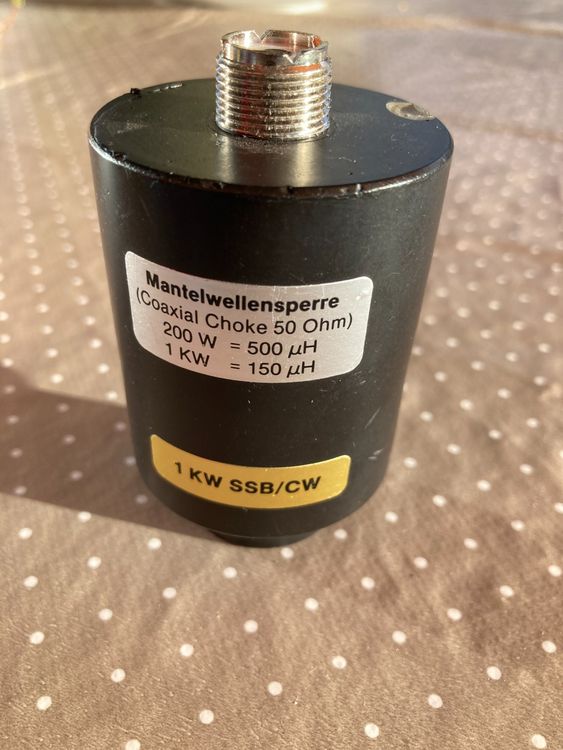 Mantelwellensperre
(Coaxial Choke 50 Ohm)
200 W = 500 µH
1 KW = 150 µH
1 KW SSB/CW